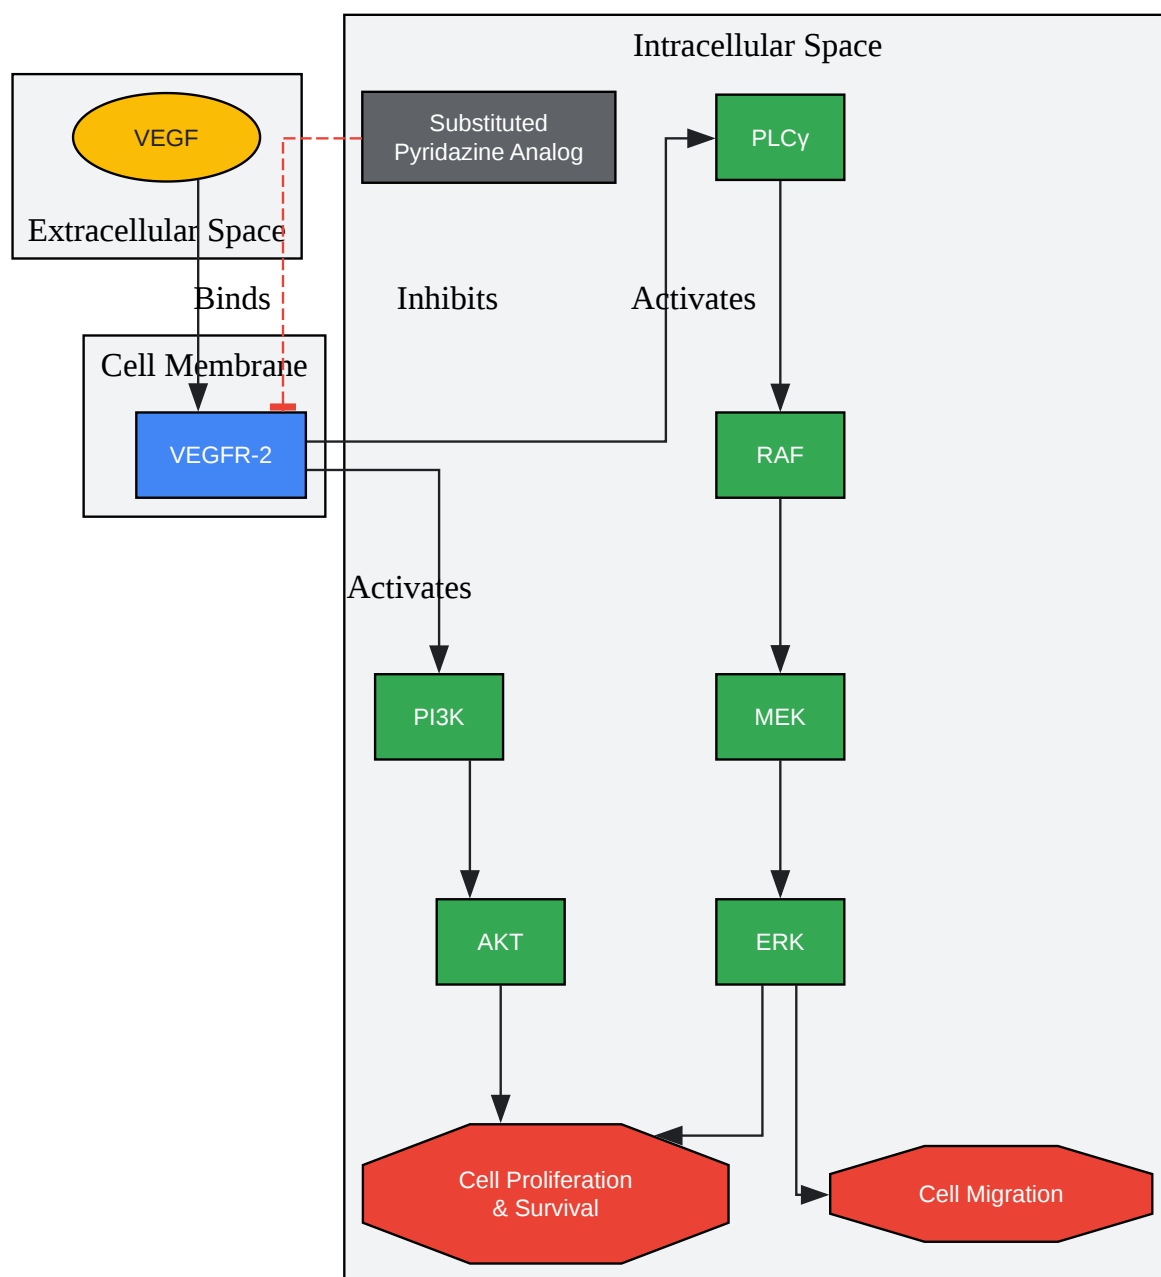 Intracellular Space
VEGF
Substituted
Pyridazine Analog
PLCγ
Extracellular Space
Binds
Inhibits
Activates
Cell Membrane
VEGFR-2
RAF
Activates
PI3K
MEK
AKT
ERK
Cell Proliferation
& Survival
Cell Migration